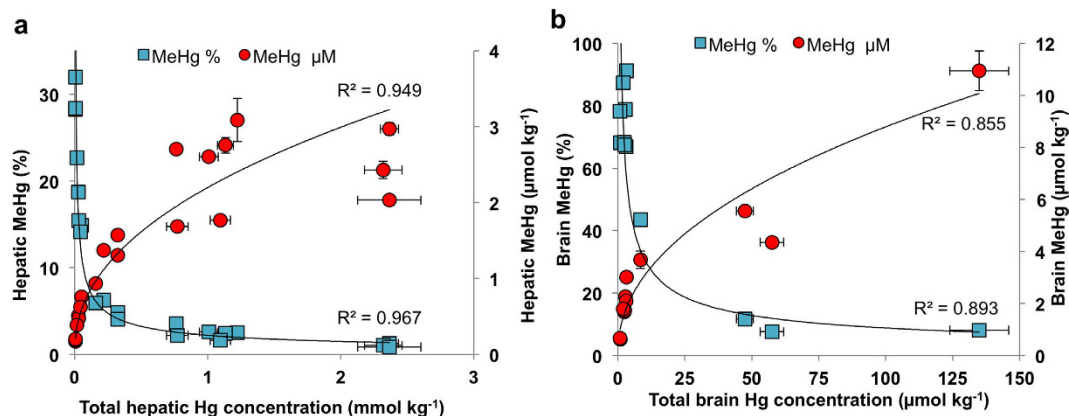 a
MeHg % MeHg µM
Hepatic MeHg (%)
30
20
10
0
4
3
2
1
0
Hepatic MeHg (µmol kg⁻¹)
R² = 0.949
R² = 0.967
0 1 2 3
Total hepatic Hg concentration (mmol kg⁻¹)
b
MeHg % MeHg µM
Brain MeHg (%)
100
80
60
40
20
0
12
10
8
6
4
2
0
Brain MeHg (µmol kg⁻¹)
R² = 0.855
R² = 0.893
0 25 50 75 100 125 150
Total brain Hg concentration (µmol kg⁻¹)